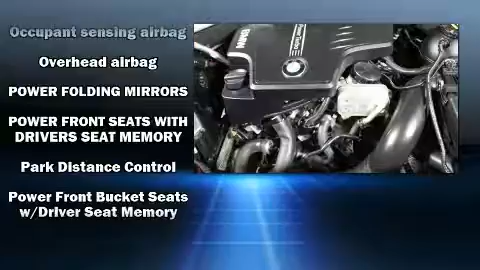 Occupant sensing airbag
Overhead airbag
POWER FOLDING MIRRORS
POWER FRONT SEATS WITH
DRIVERS SEAT MEMORY
Park Distance Control
Power Front Bucket Seats
w/Driver Seat Memory